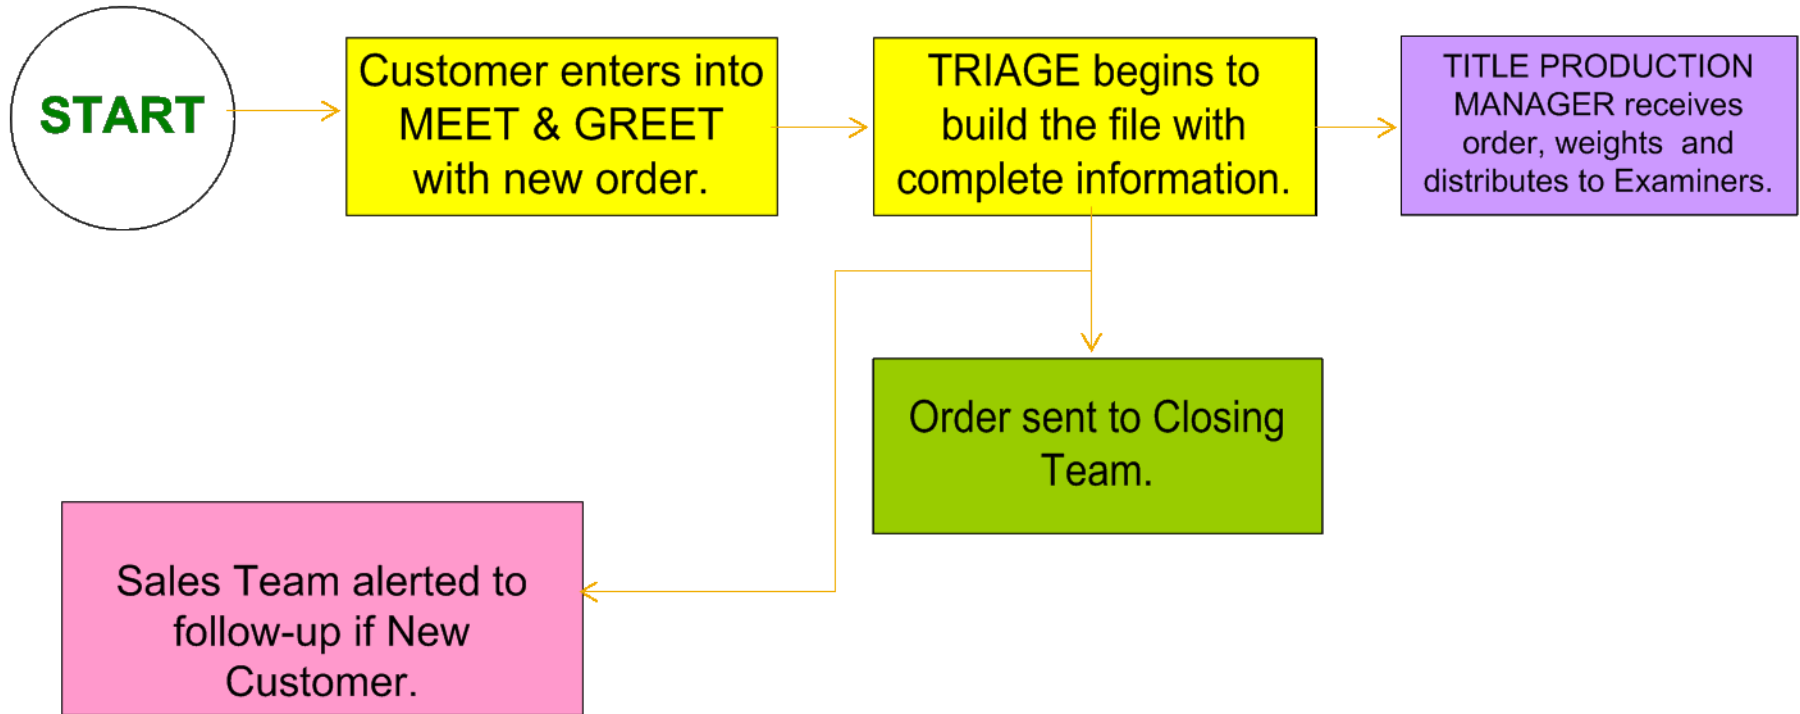 START
Customer enters into
MEET & GREET
with new order.
TRIAGE begins to
build the file with
complete information.
TITLE PRODUCTION
MANAGER receives
order, weights and
distributes to Examiners.
Order sent to Closing
Team.
Sales Team alerted to
follow-up if New
Customer.